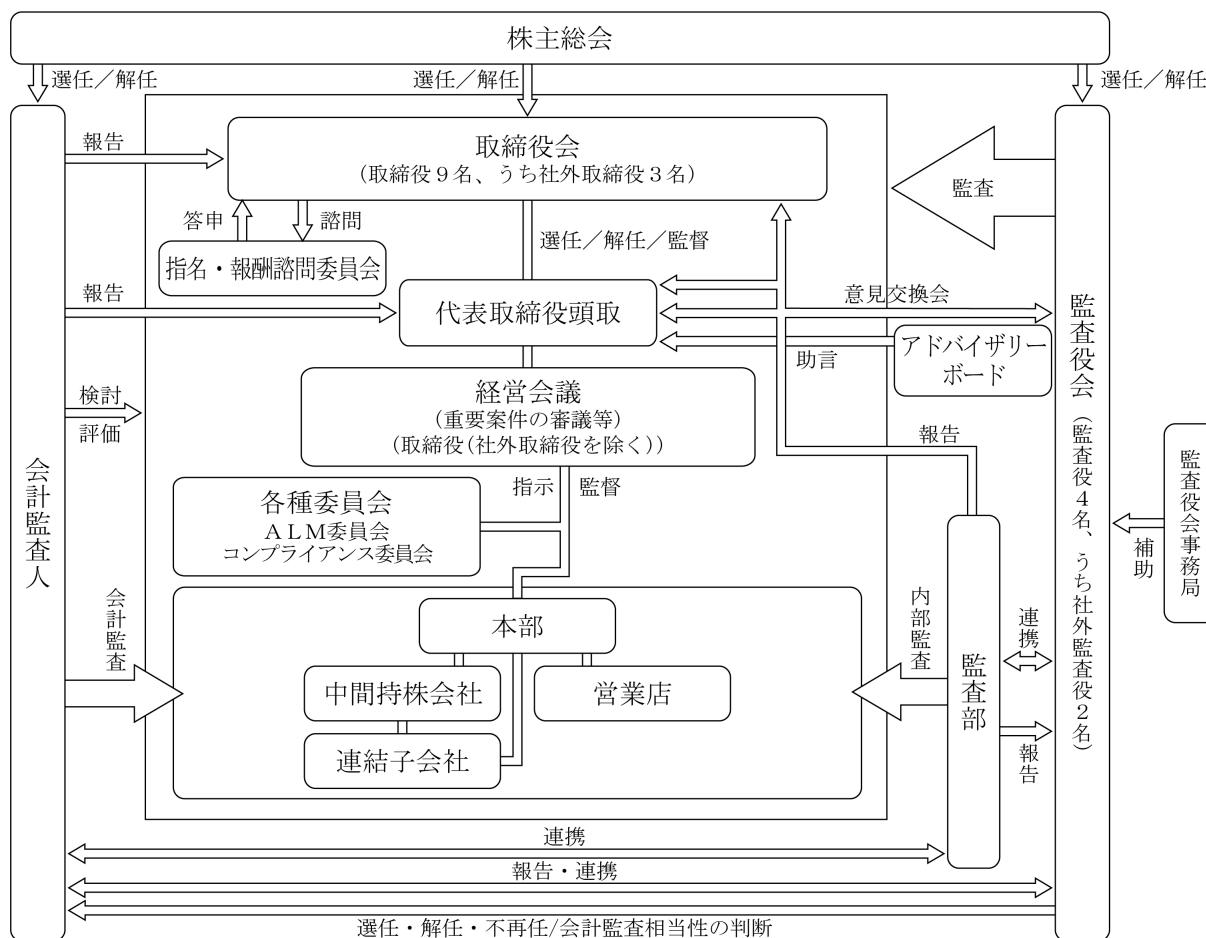 株主総会
選任／解任
選任／解任
選任／解任
報告
取締役会
（取締役９名、うち社外取締役３名）
監査
答申
諮問
選任／解任／監督
指名・報酬諮問委員会
報告
代表取締役頭取
意見交換会
助言
アドバイザリー
ボード
検討
評価
経営会議
（重要案件の審議等）
（取締役（社外取締役を除く））
報告
指示
監督
各種委員会
ＡＬＭ委員会
コンプライアンス委員会
会計監査人
監査役会（監査役４名、うち社外監査役２名）
監査役会事務局
補助
会計監査
本部
内部監査
監査部
連携
中間持株会社
営業店
報告
連結子会社
連携
報告・連携
選任・解任・不再任/会計監査相当性の判断